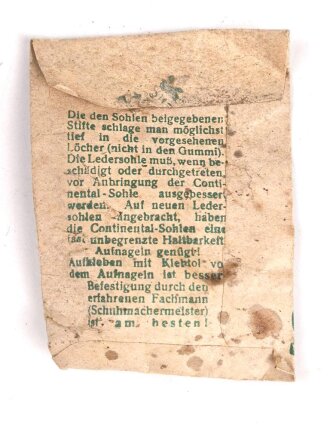 Die den Sohlen beigegebenen
Stifte schlage man möglichst
tief in die vorgesehenen
Löcher (nicht in den Gummi).
Die Ledersohle muß, wenn be-
schädigt oder durchgetreten,
vor Anbringung der Conti-
nental-Sohle ausgebesser
werden. Auf neuen Leder-
sohlen angebracht, haben
die Continental-Sohlen eine
fast unbegrenzte Haltbarkeit
Aufnageln genügt!
Aufkleben mit Klebtol vo
dem Aufnageln ist besser
Befestigung durch den
erfahrenen Fachmann
(Schuhmachermeister)
ist am besten!